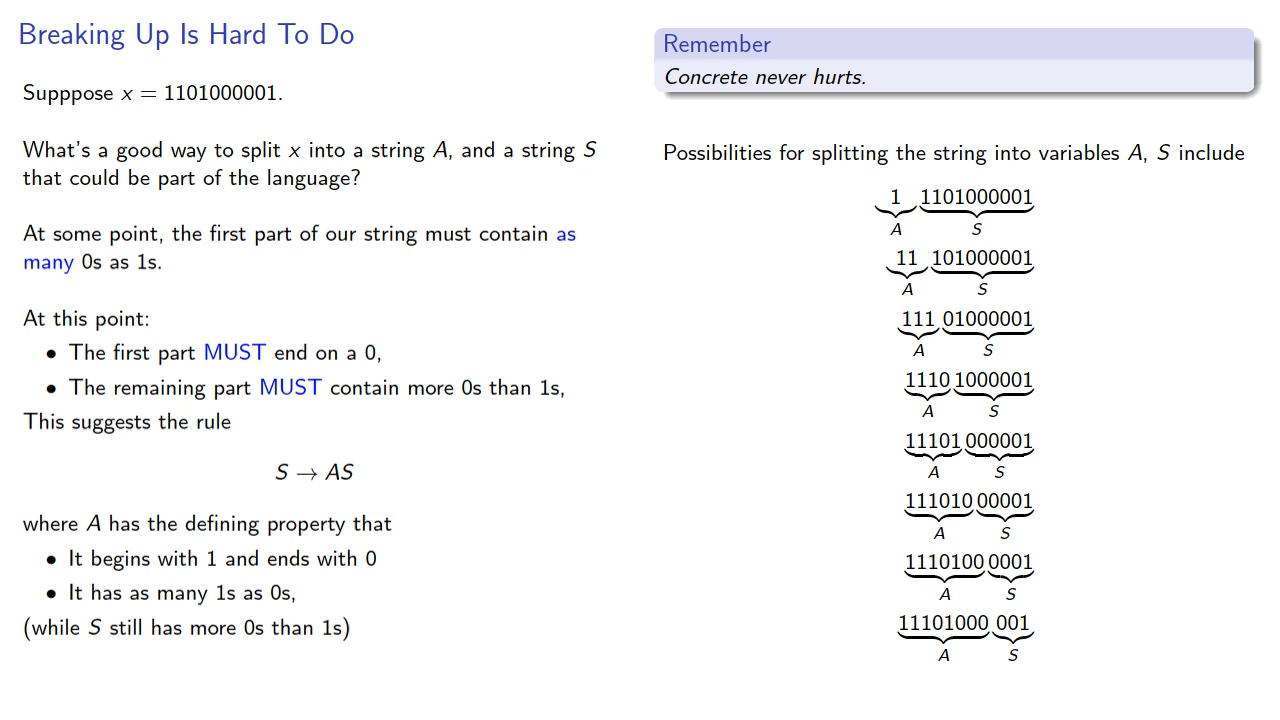 Breaking Up Is Hard To Do
Supppose x = 1101000001.
What's a good way to split x into a string A, and a string S
that could be part of the language?
At some point, the first part of our string must contain as
many 0s as 1s.
At this point:
• The first part MUST end on a 0,
• The remaining part MUST contain more 0s than 1s,
This suggests the rule
S → AS
where A has the defining property that
• It begins with 1 and ends with 0
• It has as many 1s as 0s,
(while S still has more 0s than 1s)
Remember
Concrete never hurts.
Possibilities for splitting the string into variables A, S include
1 1101000001
A S
11 101000001
A S
111 01000001
A S
1110 1000001
A S
11101 000001
A S
111010 00001
A S
1110100 0001
A S
11101000 001
A S